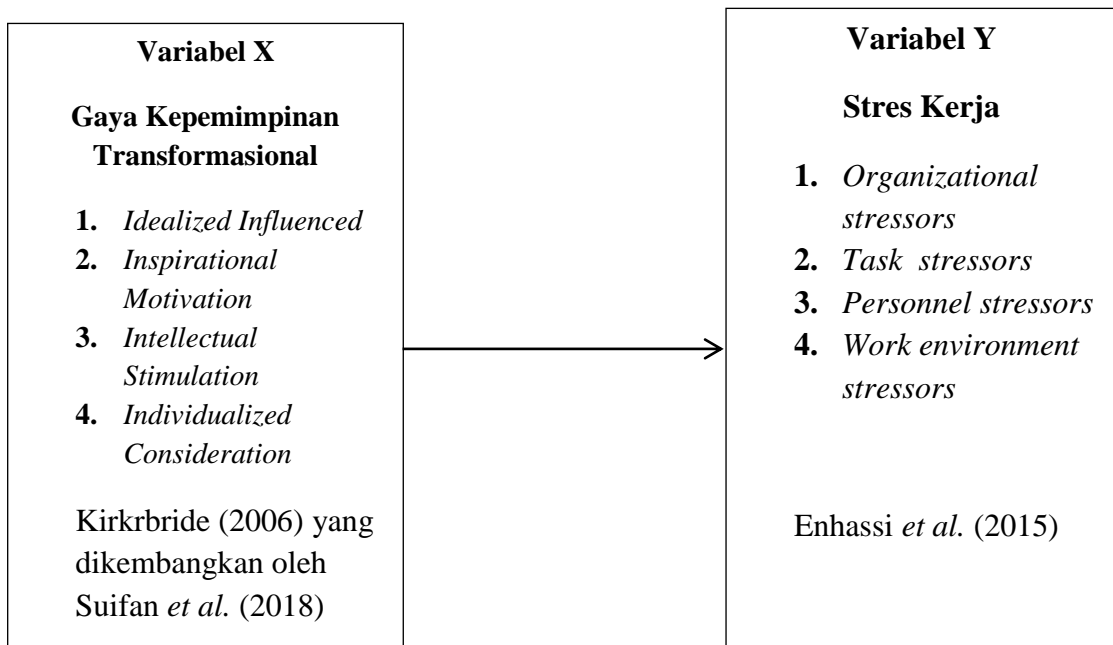 Variabel X
Gaya Kepemimpinan
Transformasional
1. Idealized Influenced
2. Inspirational
Motivation
3. Intellectual
Stimulation
4. Individualized
Consideration
Kirkrbride (2006) yang
dikembangkan oleh
Suifan et al. (2018)
Variabel Y
Stres Kerja
1. Organizational
stressors
2. Task stressors
3. Personnel stressors
4. Work environment
stressors
Enhassi et al. (2015)